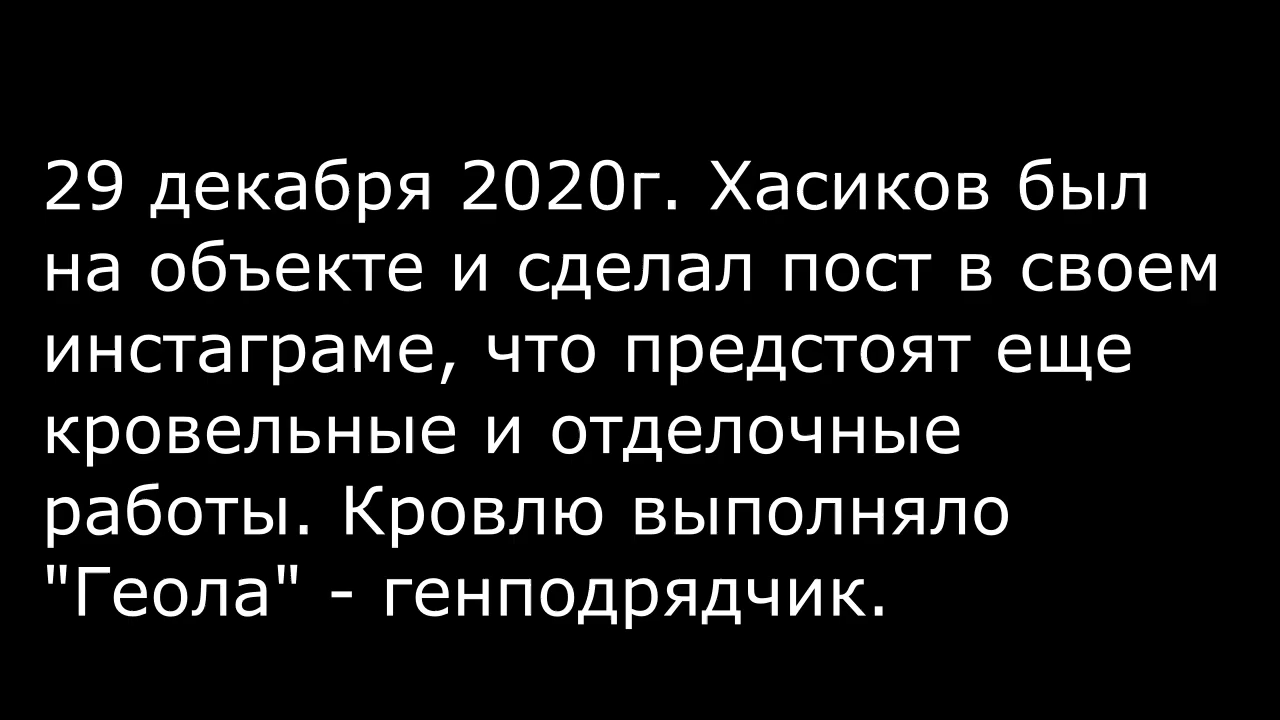 29 декабря 2020г. Хасиков был
на объекте и сделал пост в своем
инстаграме, что предстоят еще
кровельные и отделочные
работы. Кровлю выполняло
"Геола" - генподрядчик.